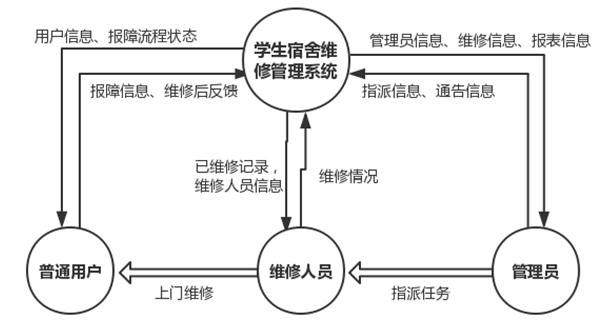 用户信息、报障流程状态
学生宿舍维
修管理系统
管理员信息、维修信息、报表信息
报障信息、维修后反馈
指派信息、通告信息
已维修记录，
维修人员信息
维修情况
普通用户
维修人员
管理员
上门维修
指派任务